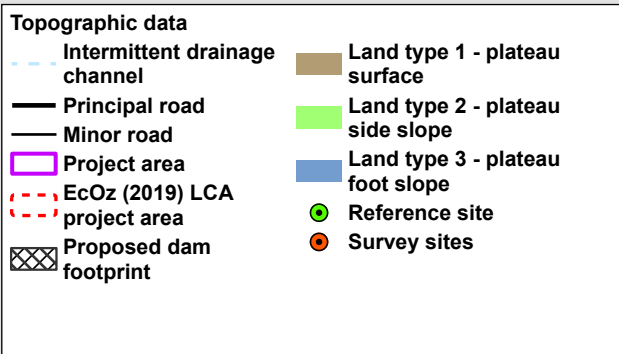 Topographic data
Intermittent drainage
channel
Principal road
Minor road
Project area
EcOz (2019) LCA
project area
Proposed dam
footprint
Land type 1 - plateau
surface
Land type 2 - plateau
side slope
Land type 3 - plateau
foot slope
Reference site
Survey sites